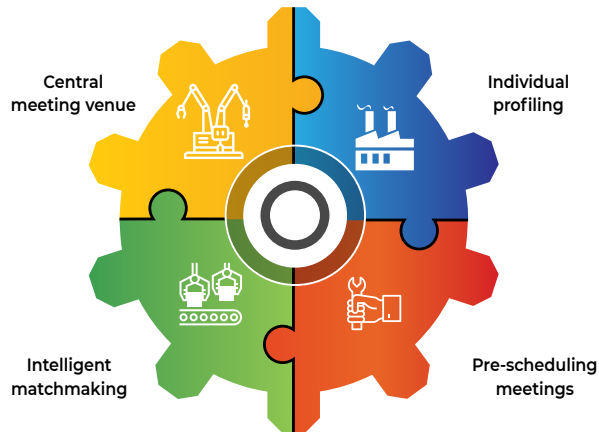 Central
meeting venue
Individual
profiling
Intelligent
matchmaking
Pre-scheduling
meetings